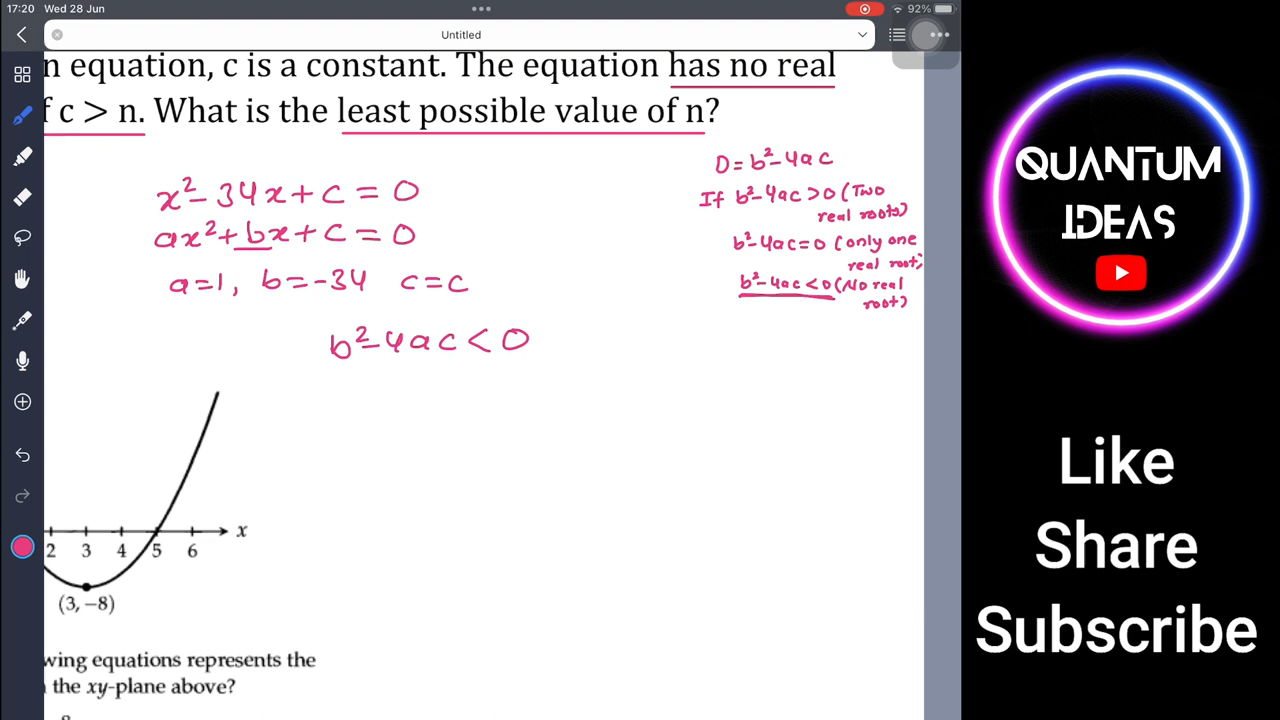 17:20 Wed 28 Jun
92%
Untitled
n equation, c is a constant. The equation has no real
f c > n. What is the least possible value of n?
D = b² - 4ac
If b² - 4ac > 0 (Two
real roots)
b² - 4ac = 0 (only one
real root)
b² - 4ac < 0 (No real
root)
x² - 34x + c = 0
ax² + bx + c = 0
a = 1, b = -34 c = c
b² - 4ac < 0
x
2 3 4 5 6
(3, −8)
wing equations represents the
the xy-plane above?
QUANTUM
IDEAS
Like
Share
Subscribe